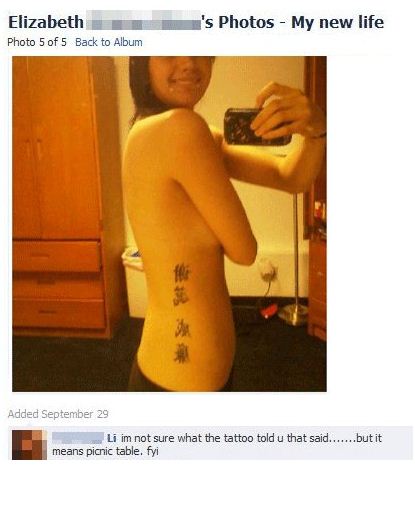 Elizabeth 's Photos - My new life
Photo 5 of 5 Back to Album
Added September 29
Li im not sure what the tattoo told u that said.......but it
means picnic table. fyi